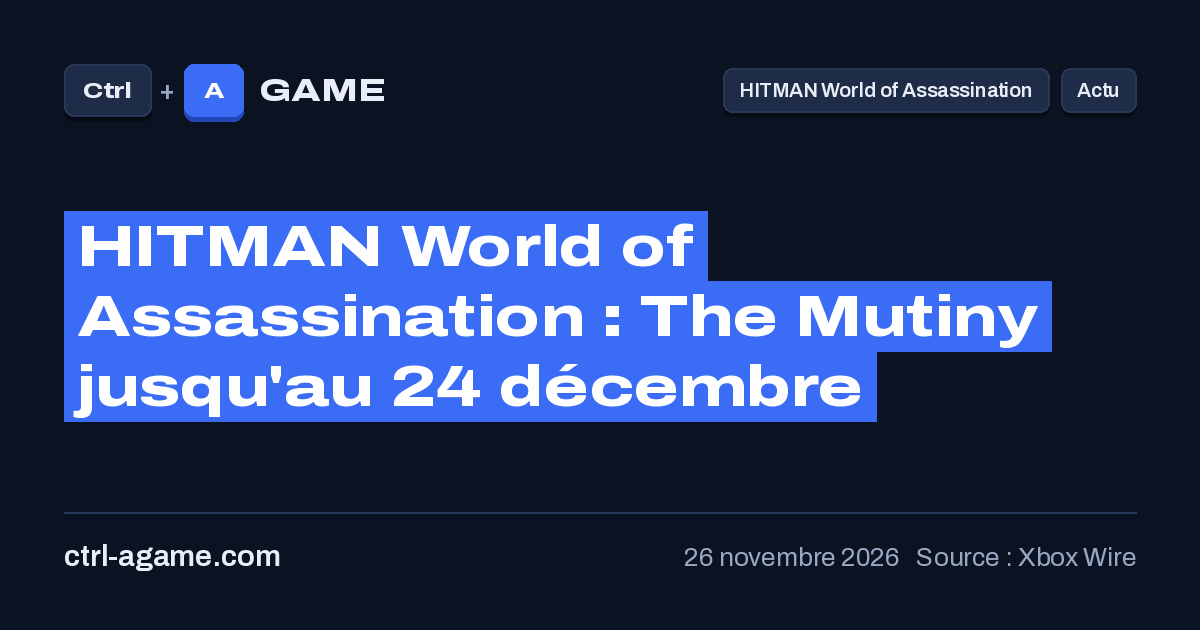 Ctrl + A GAME
HITMAN World of Assassination Actu
HITMAN World of
Assassination : The Mutiny
jusqu'au 24 décembre
ctrl-agame.com
26 novembre 2026 Source : Xbox Wire